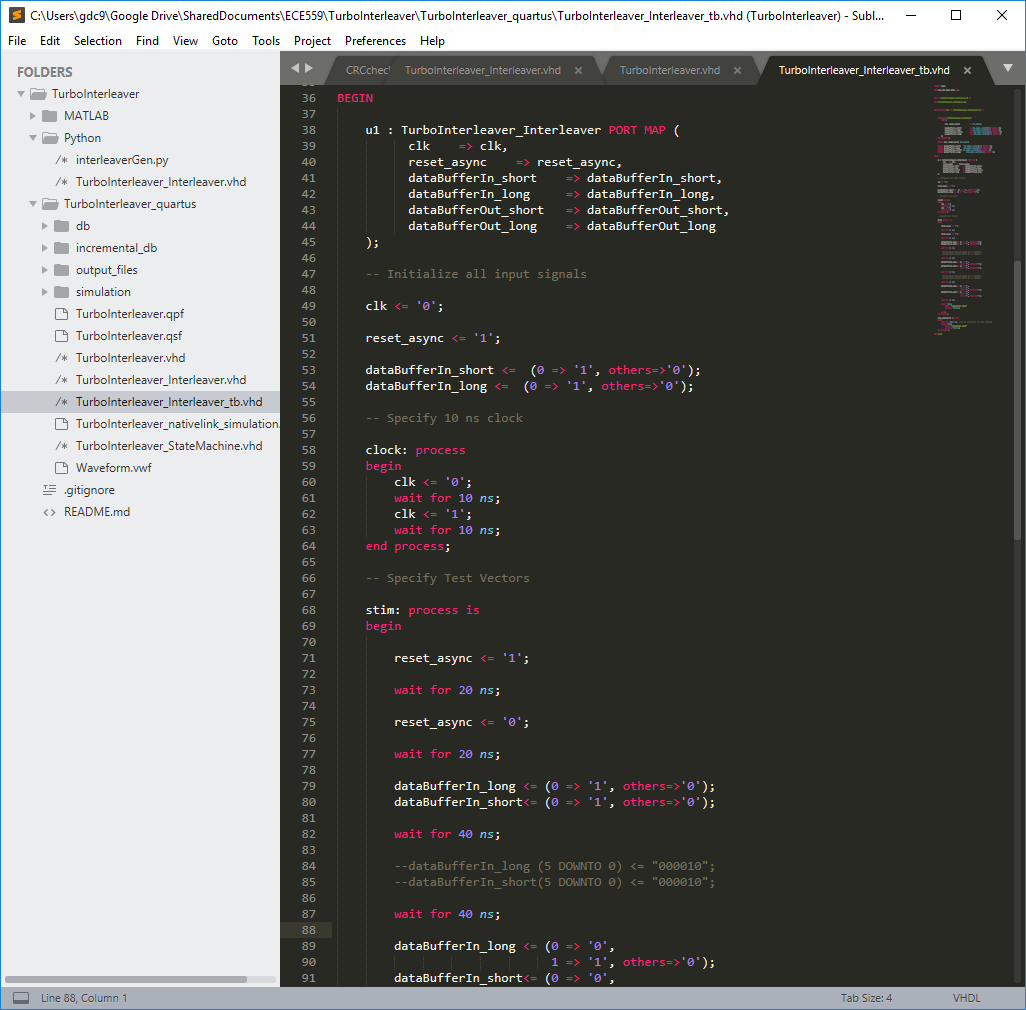 C:\Users\gdc9\Google Drive\SharedDocuments\ECE559\TurboInterleaver\TurboInterleaver_quartus\TurboInterleaver_Interleaver_tb.vhd (TurboInterleaver) - Subl...
File Edit Selection Find View Goto Tools Project Preferences Help
FOLDERS
TurboInterleaver
MATLAB
Python
/* interleaverGen.py
/* TurboInterleaver_Interleaver.vhd
TurboInterleaver_quartus
db
incremental_db
output_files
simulation
TurboInterleaver.qpf
TurboInterleaver.qsf
/* TurboInterleaver.vhd
/* TurboInterleaver_Interleaver.vhd
/* TurboInterleaver_Interleaver_tb.vhd
TurboInterleaver_nativelink_simulation.
/* TurboInterleaver_StateMachine.vhd
Waveform.vwf
.gitignore
<> README.md
CRCchec TurboInterleaver_Interleaver.vhd × TurboInterleaver.vhd × TurboInterleaver_Interleaver_tb.vhd ×
36 BEGIN
37
38 u1 : TurboInterleaver_Interleaver PORT MAP (
39 clk => clk,
40 reset_async => reset_async,
41 dataBufferIn_short => dataBufferIn_short,
42 dataBufferIn_long => dataBufferIn_long,
43 dataBufferOut_short => dataBufferOut_short,
44 dataBufferOut_long => dataBufferOut_long
45 );
46
47 -- Initialize all input signals
48
49 clk <= '0';
50
51 reset_async <= '1';
52
53 dataBufferIn_short <= (0 => '1', others=>'0');
54 dataBufferIn_long <= (0 => '1', others=>'0');
55
56 -- Specify 10 ns clock
57
58 clock: process
59 begin
60 clk <= '0';
61 wait for 10 ns;
62 clk <= '1';
63 wait for 10 ns;
64 end process;
65
66 -- Specify Test Vectors
67
68 stim: process is
69 begin
70
71 reset_async <= '1';
72
73 wait for 20 ns;
74
75 reset_async <= '0';
76
77 wait for 20 ns;
78
79 dataBufferIn_long <= (0 => '1', others=>'0');
80 dataBufferIn_short<= (0 => '1', others=>'0');
81
82 wait for 40 ns;
83
84 --dataBufferIn_long (5 DOWNTO 0) <= "000010";
85 --dataBufferIn_short(5 DOWNTO 0) <= "000010";
86
87 wait for 40 ns;
88
89 dataBufferIn_long <= (0 => '0',
90 1 => '1', others=>'0');
91 dataBufferIn_short<= (0 => '0',
Line 88, Column 1 Tab Size: 4 VHDL